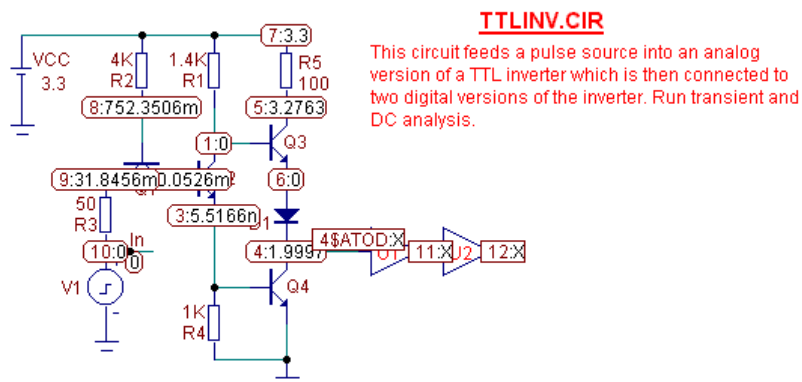 TTLINV.CIR
This circuit feeds a pulse source into an analog
version of a TTL inverter which is then connected to
two digital versions of the inverter. Run transient and
DC analysis.
7:3.3
VCC
3.3
4K
R2
1.4K
R1
R5
100
8:752.3506m
5:3.2763
1:0
Q3
9:31.8456m
0.0526m
6:0
50
R3
3:5.5166n
In
10:0
4:1.9997
4$ATOD:X
U1
11:X
U2
12:X
V1
Q4
1K
R4